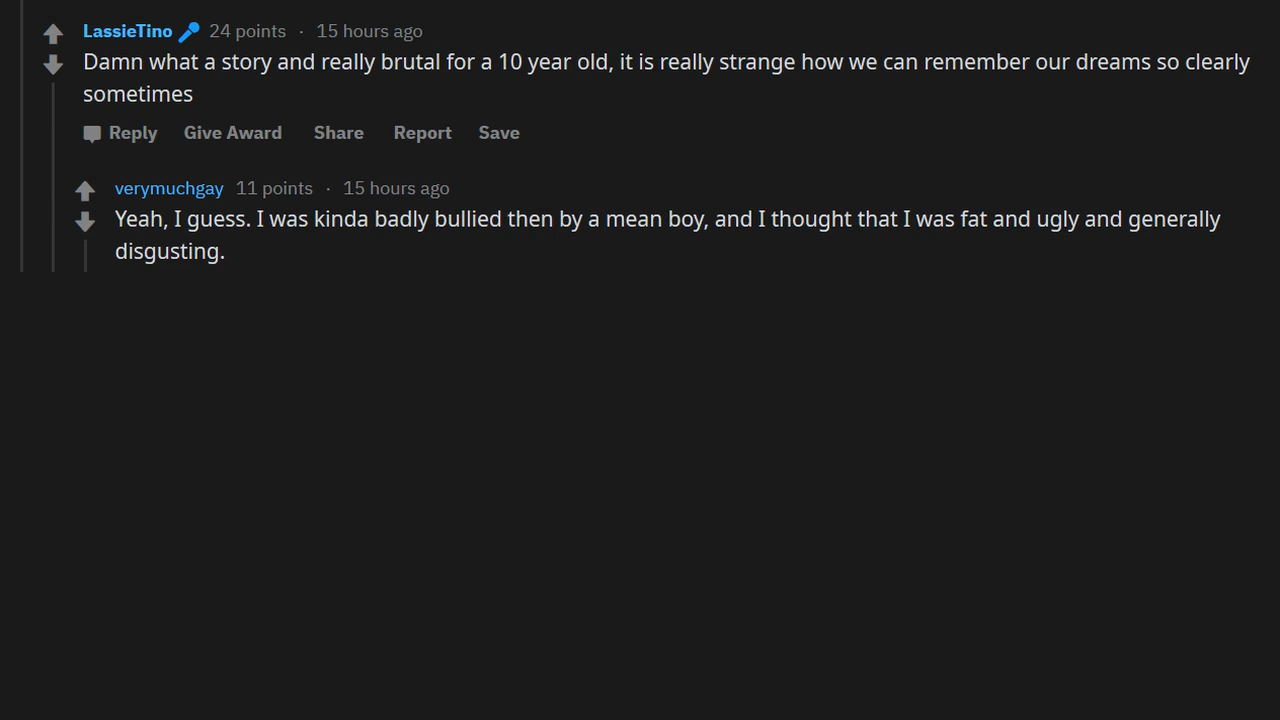 LassieTino 24 points · 15 hours ago
Damn what a story and really brutal for a 10 year old, it is really strange how we can remember our dreams so clearly
sometimes
Reply Give Award Share Report Save
verymuchgay 11 points · 15 hours ago
Yeah, I guess. I was kinda badly bullied then by a mean boy, and I thought that I was fat and ugly and generally
disgusting.